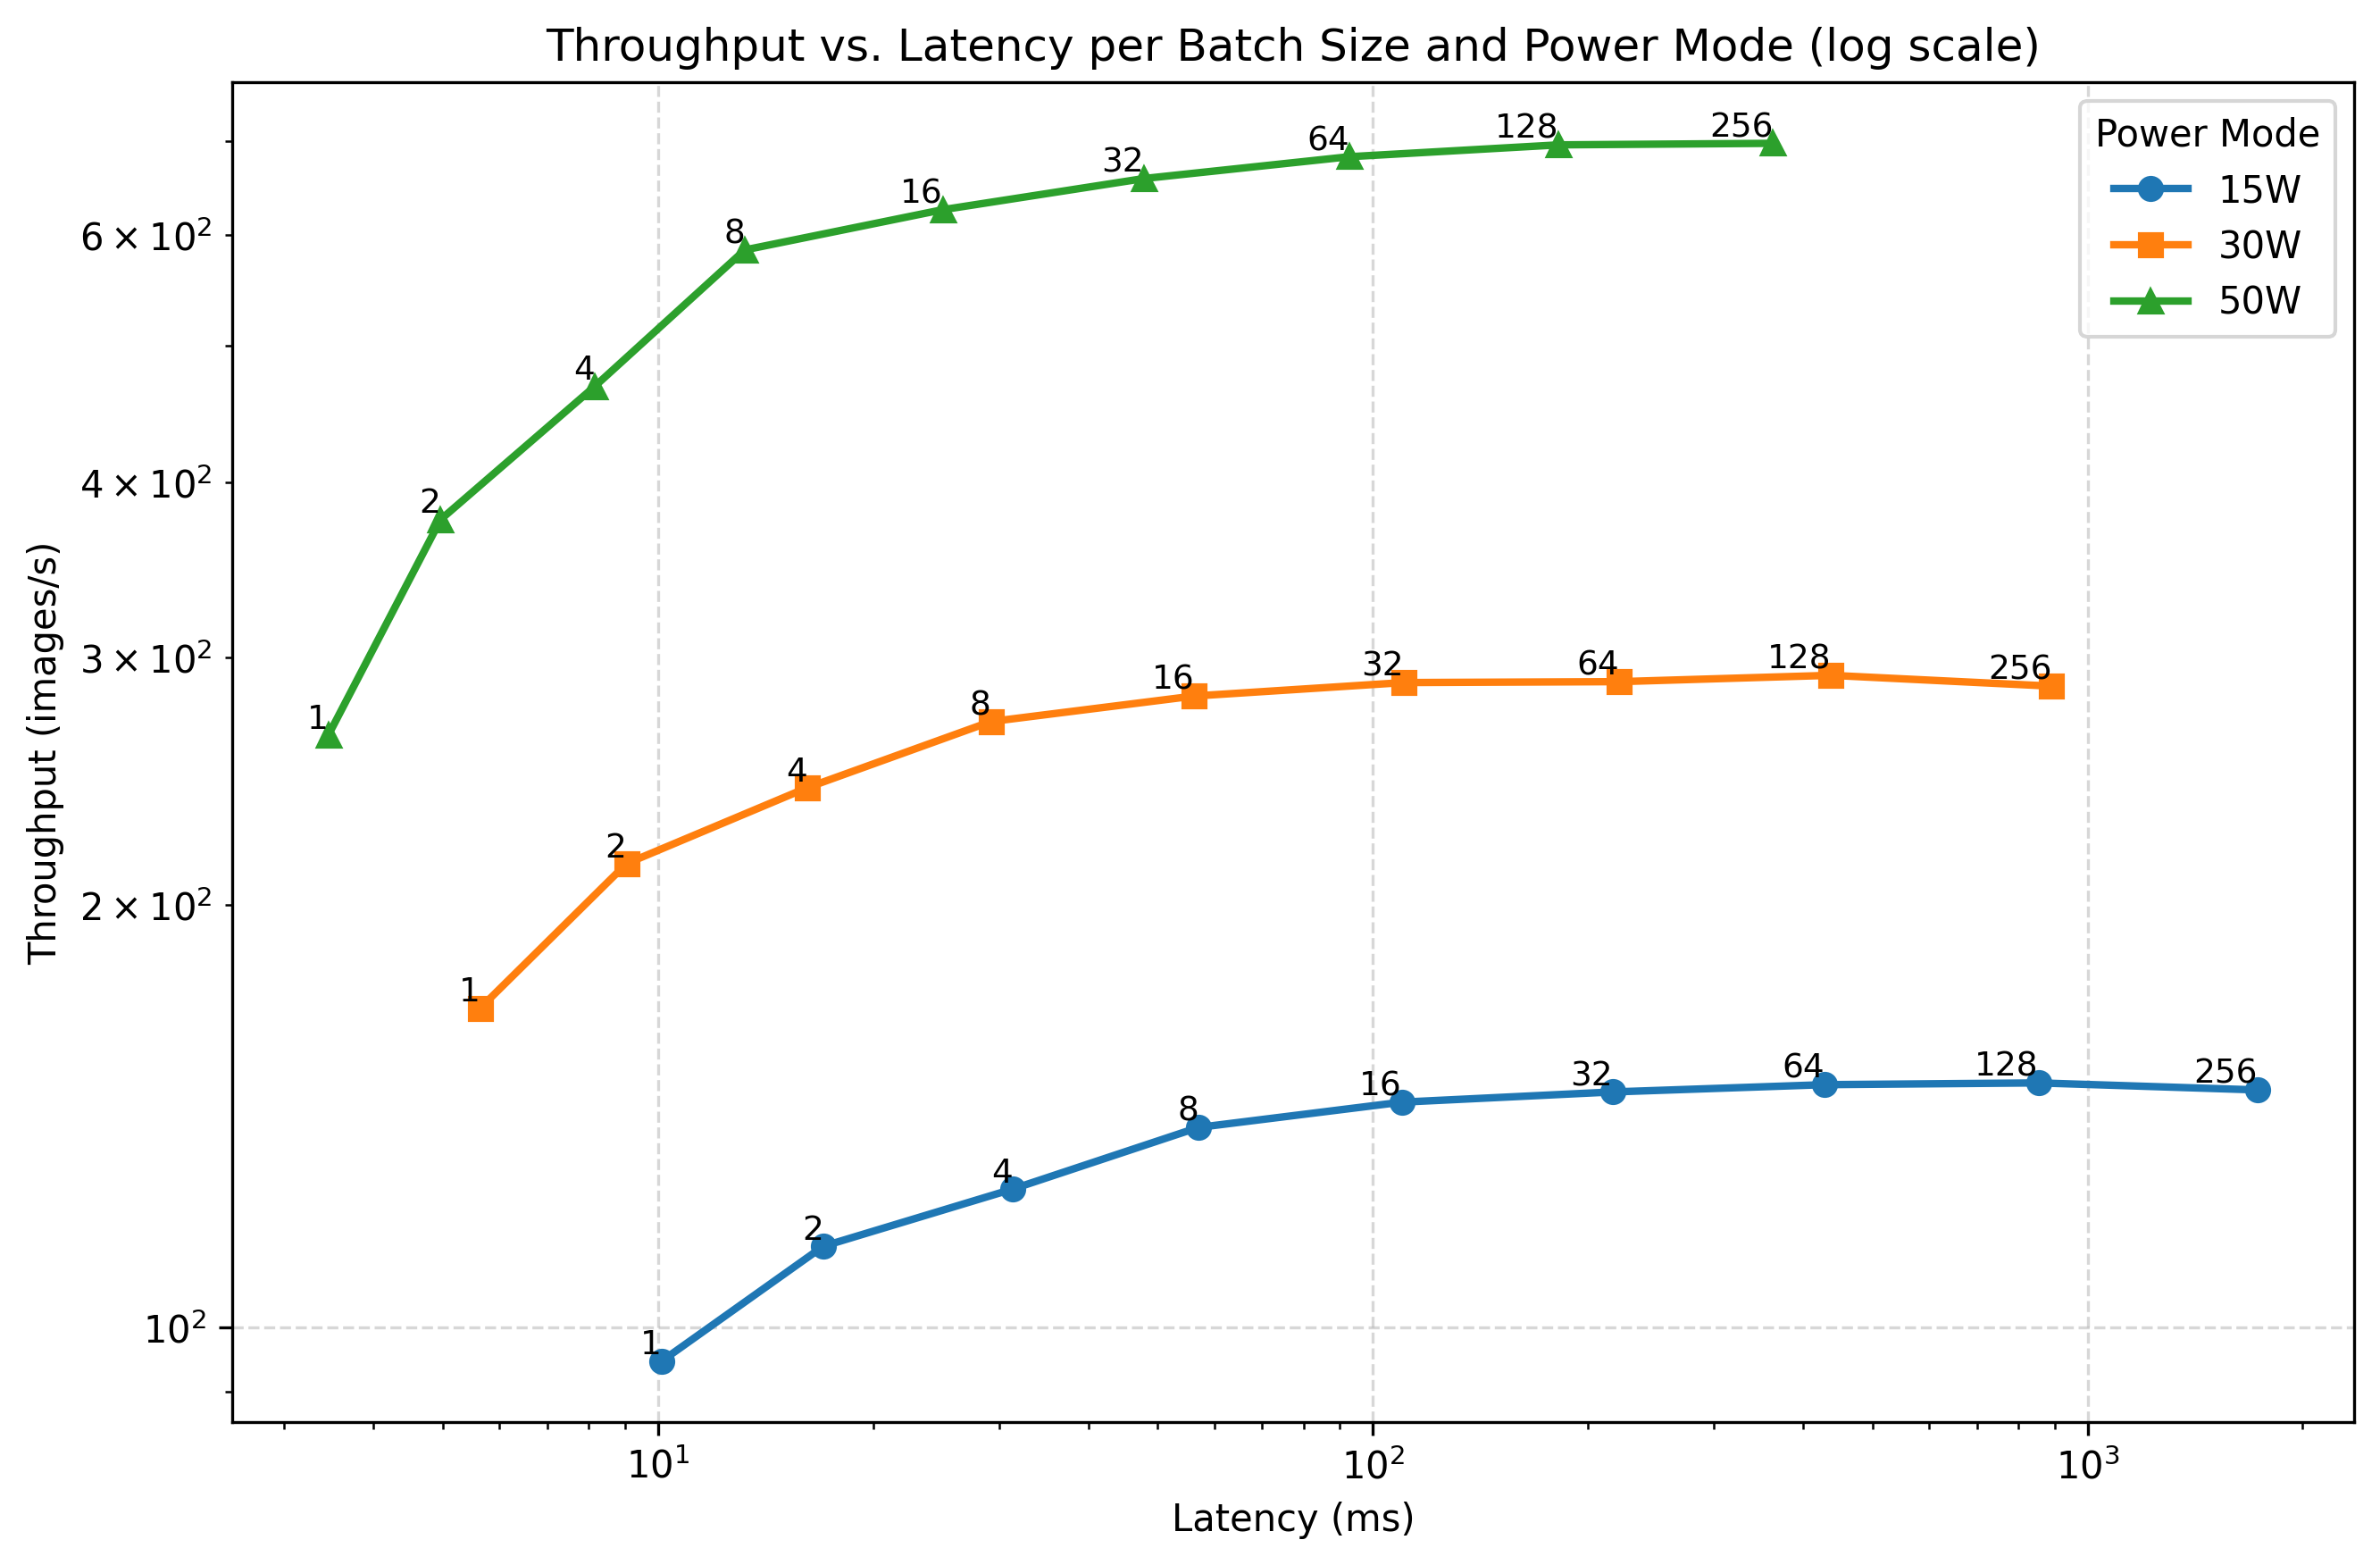 Throughput vs. Latency per Batch Size and Power Mode (log scale)
Power Mode
15W
30W
50W
Throughput (images/s)
6 × 10²
4 × 10²
3 × 10²
2 × 10²
10²
1
2
4
8
16
32
64
128
256
1
2
4
8
16
32
64
128
256
1
2
4
8
16
32
64
128
256
10¹
10²
10³
Latency (ms)